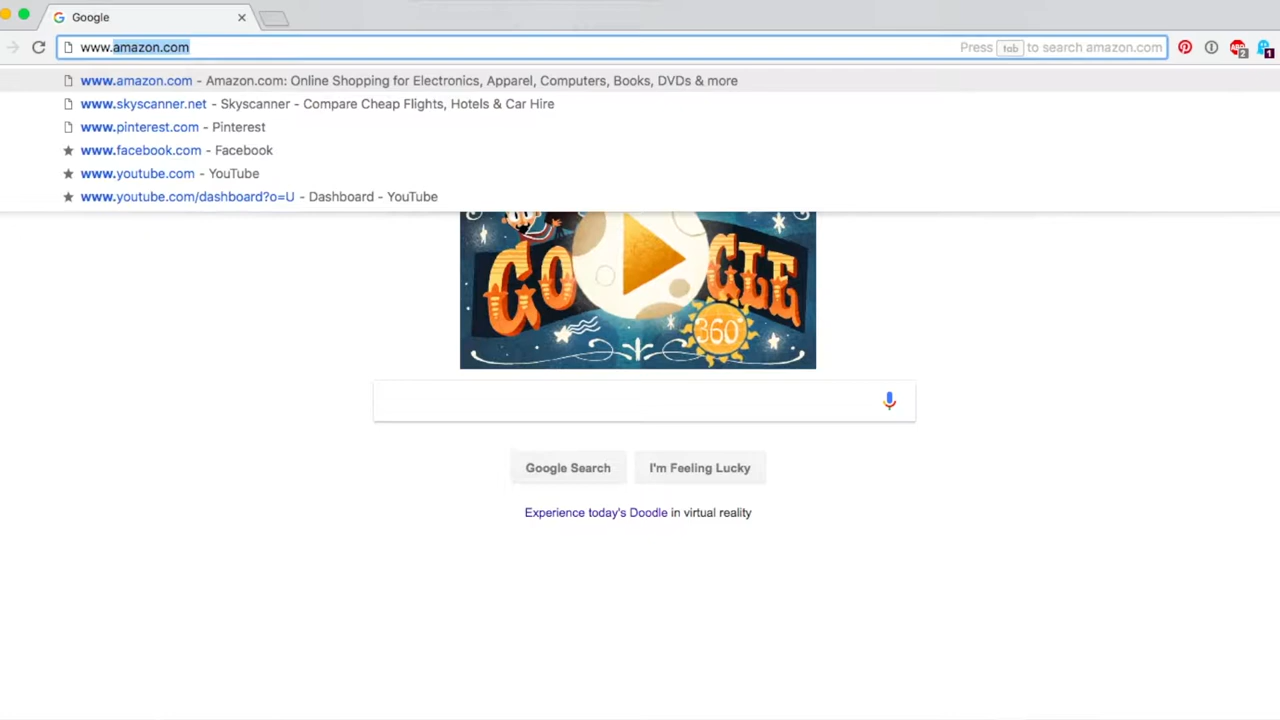 Google
www.amazon.com
Press tab to search amazon.com
www.amazon.com - Amazon.com: Online Shopping for Electronics, Apparel, Computers, Books, DVDs & more
www.skyscanner.net - Skyscanner - Compare Cheap Flights, Hotels & Car Hire
www.pinterest.com - Pinterest
www.facebook.com - Facebook
www.youtube.com - YouTube
www.youtube.com/dashboard?o=U - Dashboard - YouTube
GO GLE
360°
Google Search
I'm Feeling Lucky
Experience today's Doodle in virtual reality